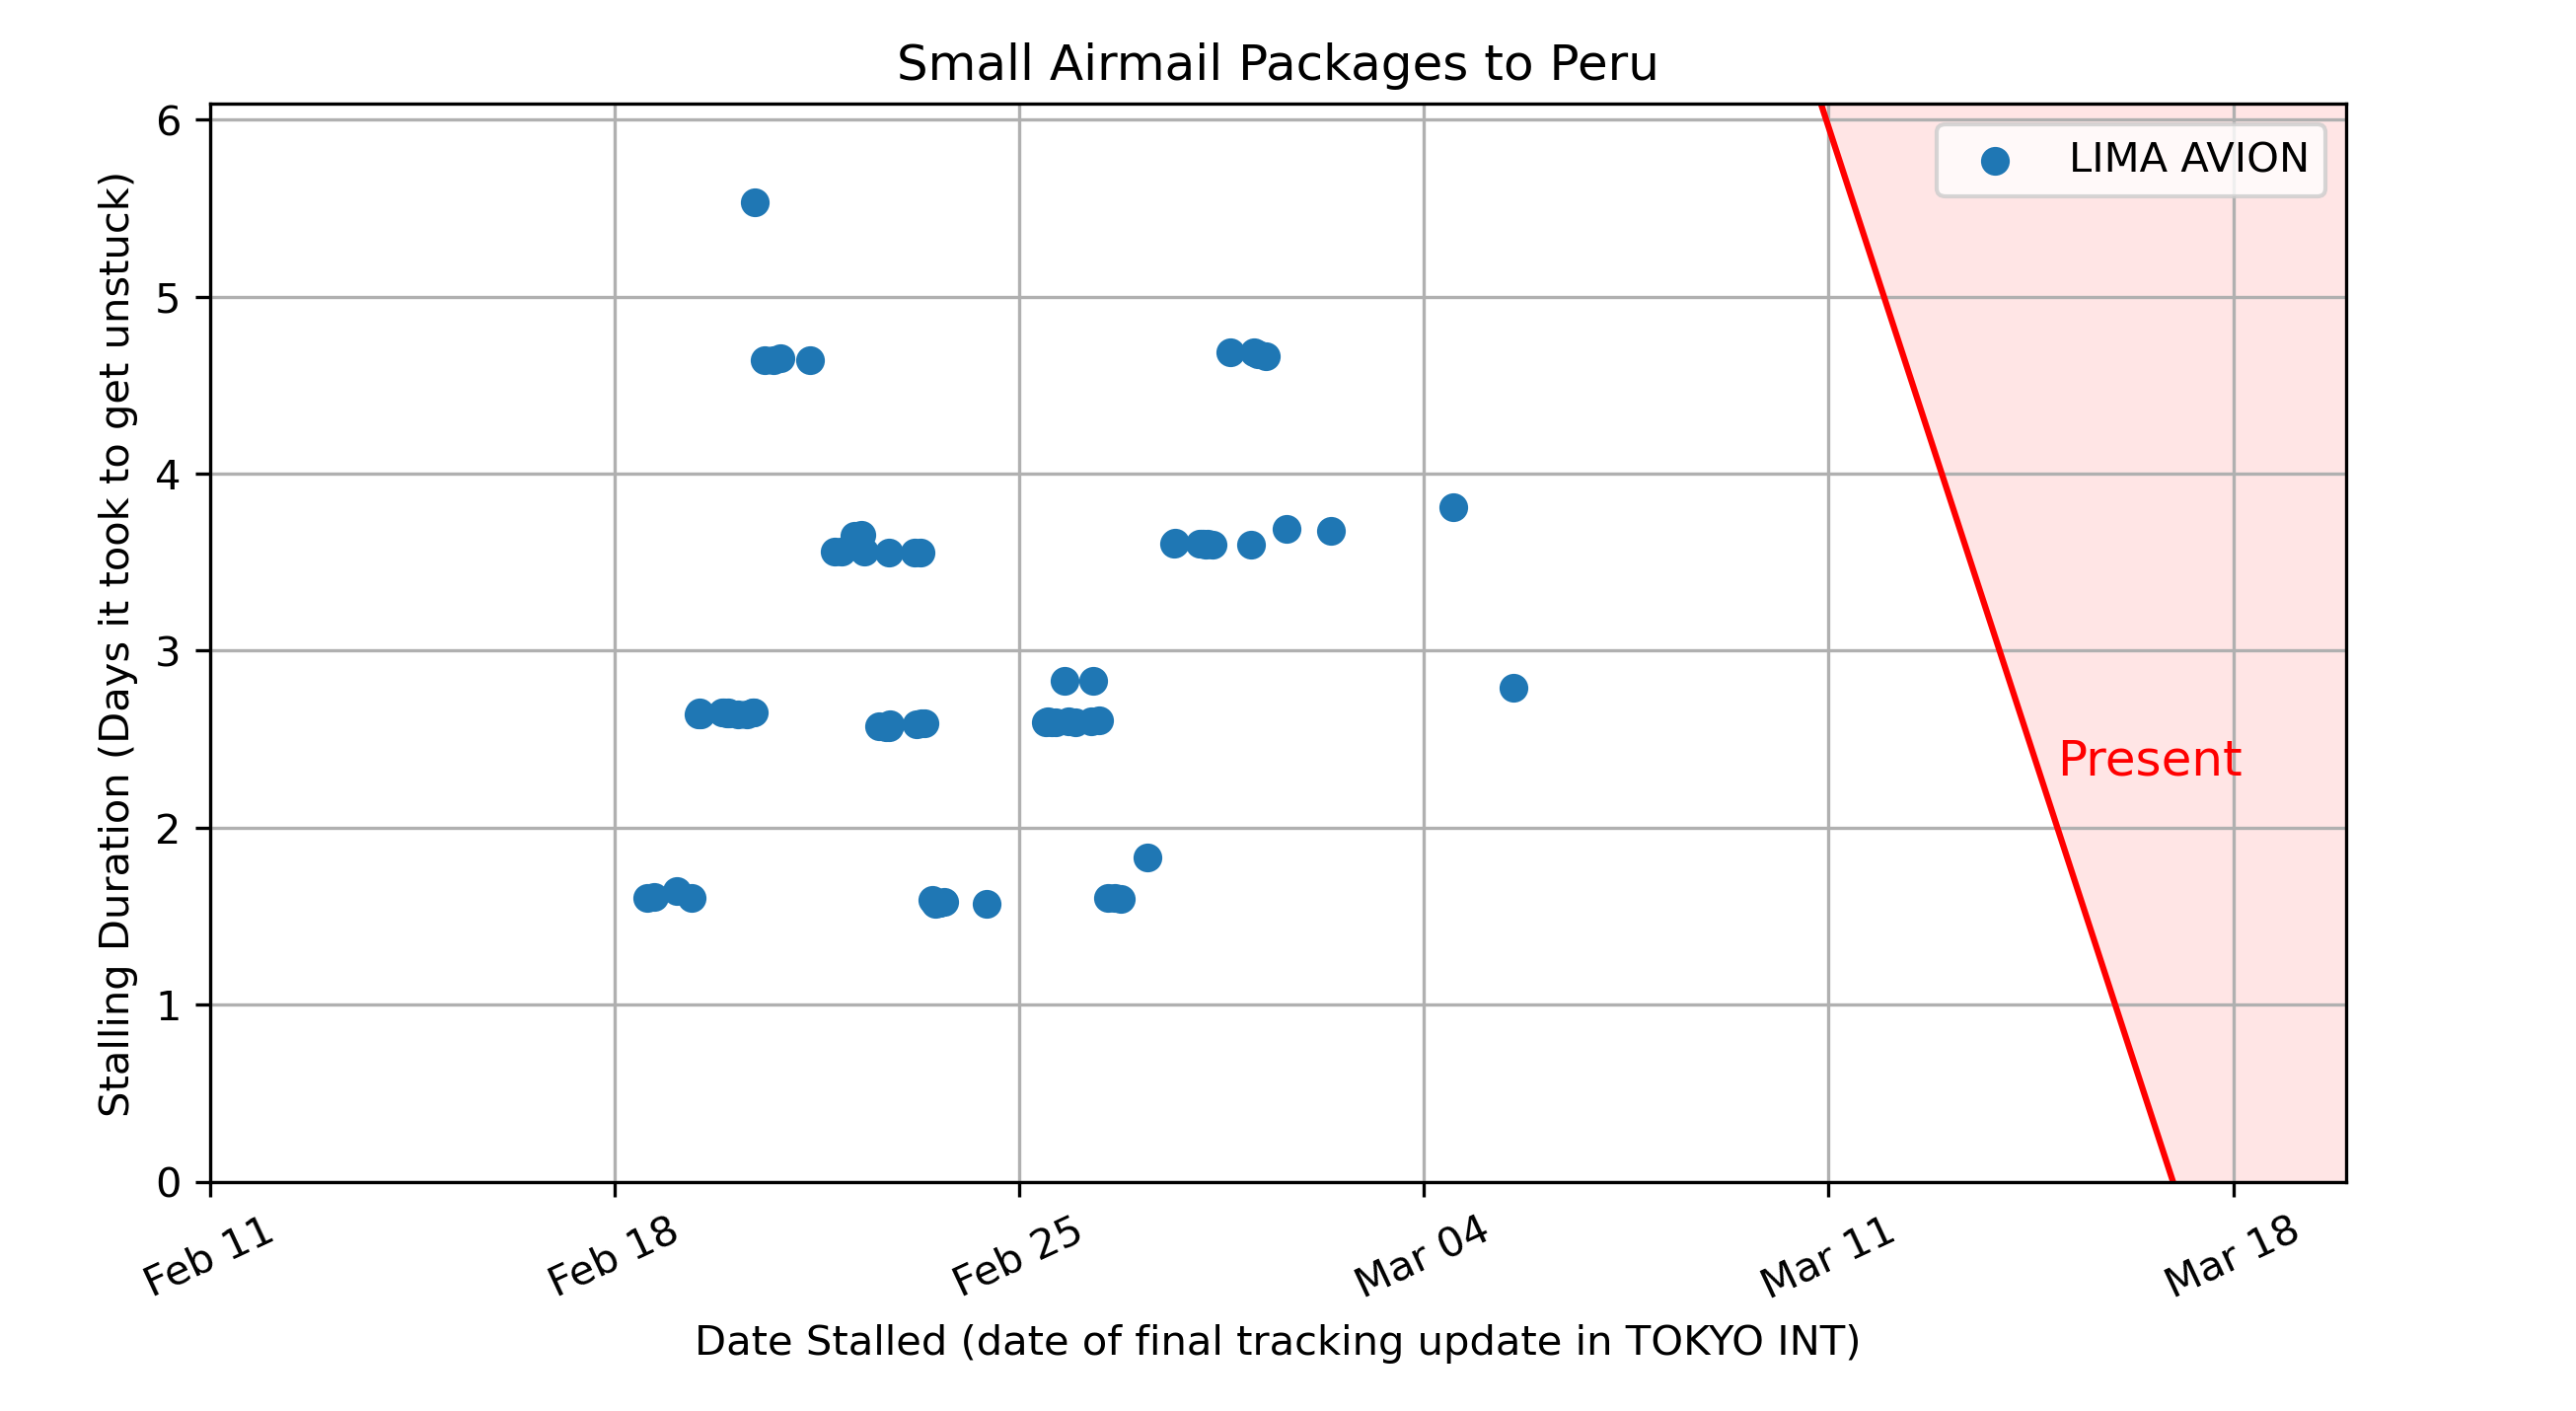 Small Airmail Packages to Peru
Stalling Duration (Days it took to get unstuck)
6
5
4
3
2
1
0
LIMA AVION
Present
Feb 11
Feb 18
Feb 25
Mar 04
Mar 11
Mar 18
Date Stalled (date of final tracking update in TOKYO INT)